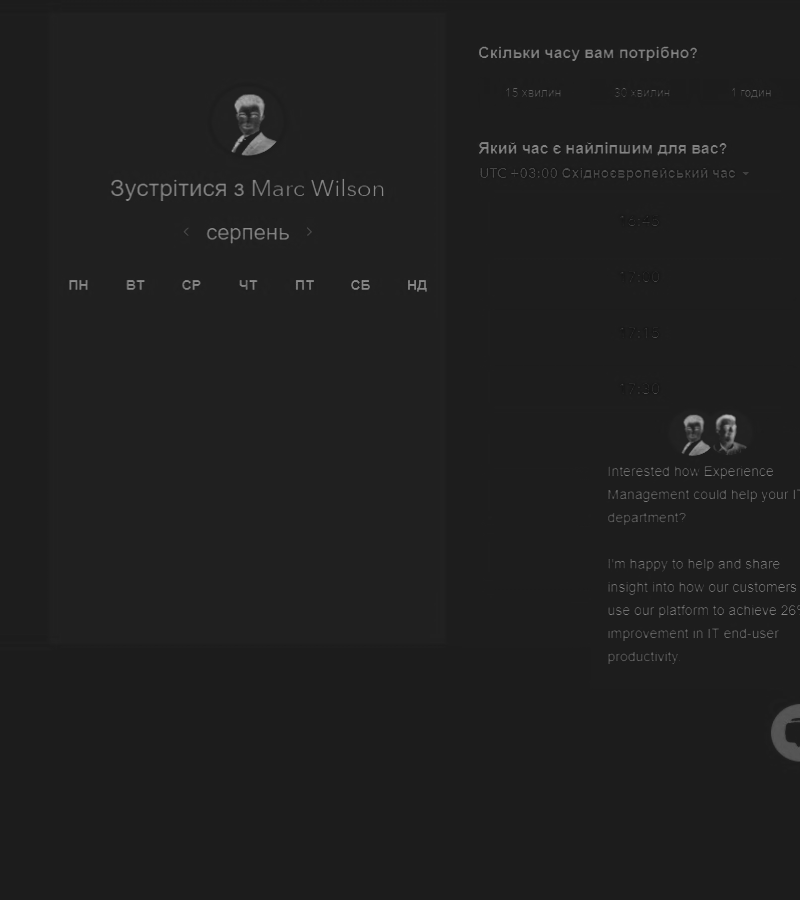 Зустрітися з Marc Wilson
серпень
ПН ВТ СР ЧТ ПТ СБ НД
Скільки часу вам потрібно?
15 хвилин 30 хвилин 1 годин
Який час є найліпшим для вас?
UTC +03:00 Східноєвропейський час
17:00
17:15
17:30
Interested how Experience
Management could help your IT
department?
I'm happy to help and share
insight into how our customers
use our platform to achieve 26%
improvement in IT end-user
productivity